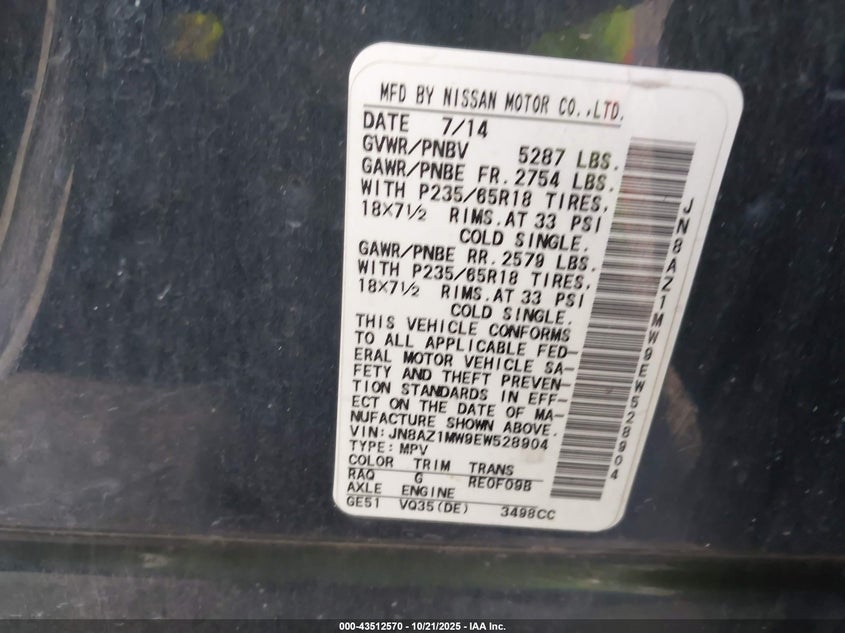 MFD BY NISSAN MOTOR CO.,LTD.
DATE 7/14
GVWR/PNBV 5287 LBS.
GAWR/PNBE FR. 2754 LBS.
WITH P235/65R18 TIRES,
18X7½ RIMS.AT 33 PSI
COLD SINGLE.
GAWR/PNBE RR. 2579 LBS.
WITH P235/65R18 TIRES,
18X7½ RIMS.AT 33 PSI
COLD SINGLE.
THIS VEHICLE CONFORMS
TO ALL APPLICABLE FED-
ERAL MOTOR VEHICLE SA-
FETY AND THEFT PREVEN-
TION STANDARDS IN EFF-
ECT ON THE DATE OF MA-
NUFACTURE SHOWN ABOVE.
VIN:JN8AZ1MW9EW528904
TYPE:MPV
COLOR TRIM TRANS
RAQ G RE0F09B
AXLE ENGINE
GE51 VQ35(DE) 3498CC
JN8AZ1MW9EW528904
000-43512570 - 10/21/2025 - IAA Inc.